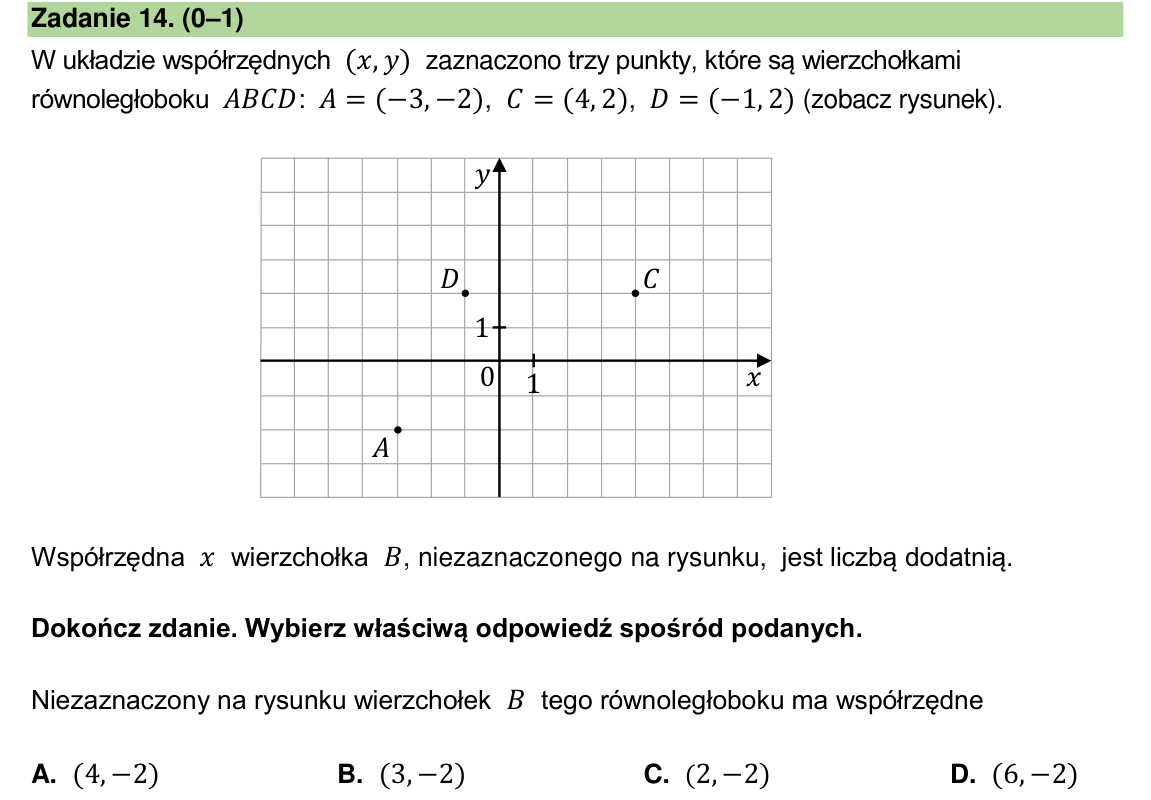 Zadanie 14. (0–1)
W układzie współrzędnych (x, y) zaznaczono trzy punkty, które są wierzchołkami
równoległoboku ABCD: A = (−3, −2), C = (4, 2), D = (−1, 2) (zobacz rysunek).
y
D
C
1
0
1
x
A
Współrzędna x wierzchołka B, niezaznaczonego na rysunku, jest liczbą dodatnią.
Dokończ zdanie. Wybierz właściwą odpowiedź spośród podanych.
Niezaznaczony na rysunku wierzchołek B tego równoległoboku ma współrzędne
A. (4, −2) B. (3, −2) C. (2, −2) D. (6, −2)